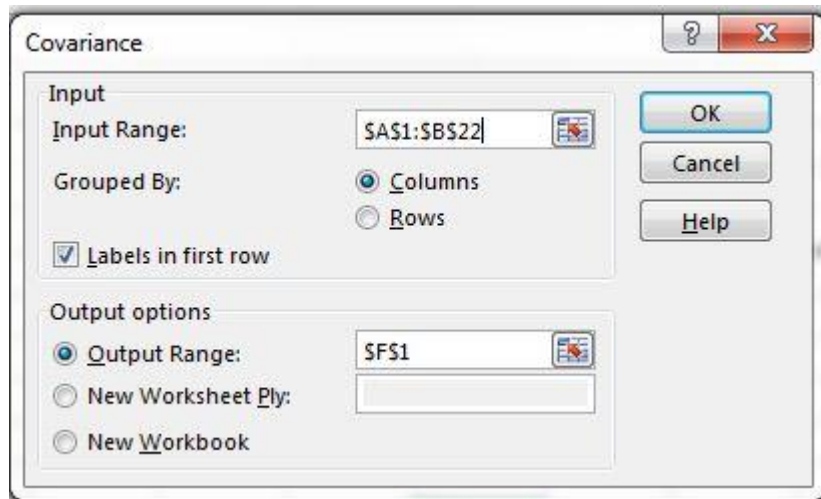 Covariance
Input
Input Range: $A$1:$B$22
Grouped By: Columns
Rows
Labels in first row
Output options
Output Range: $F$1
New Worksheet Ply:
New Workbook
OK
Cancel
Help